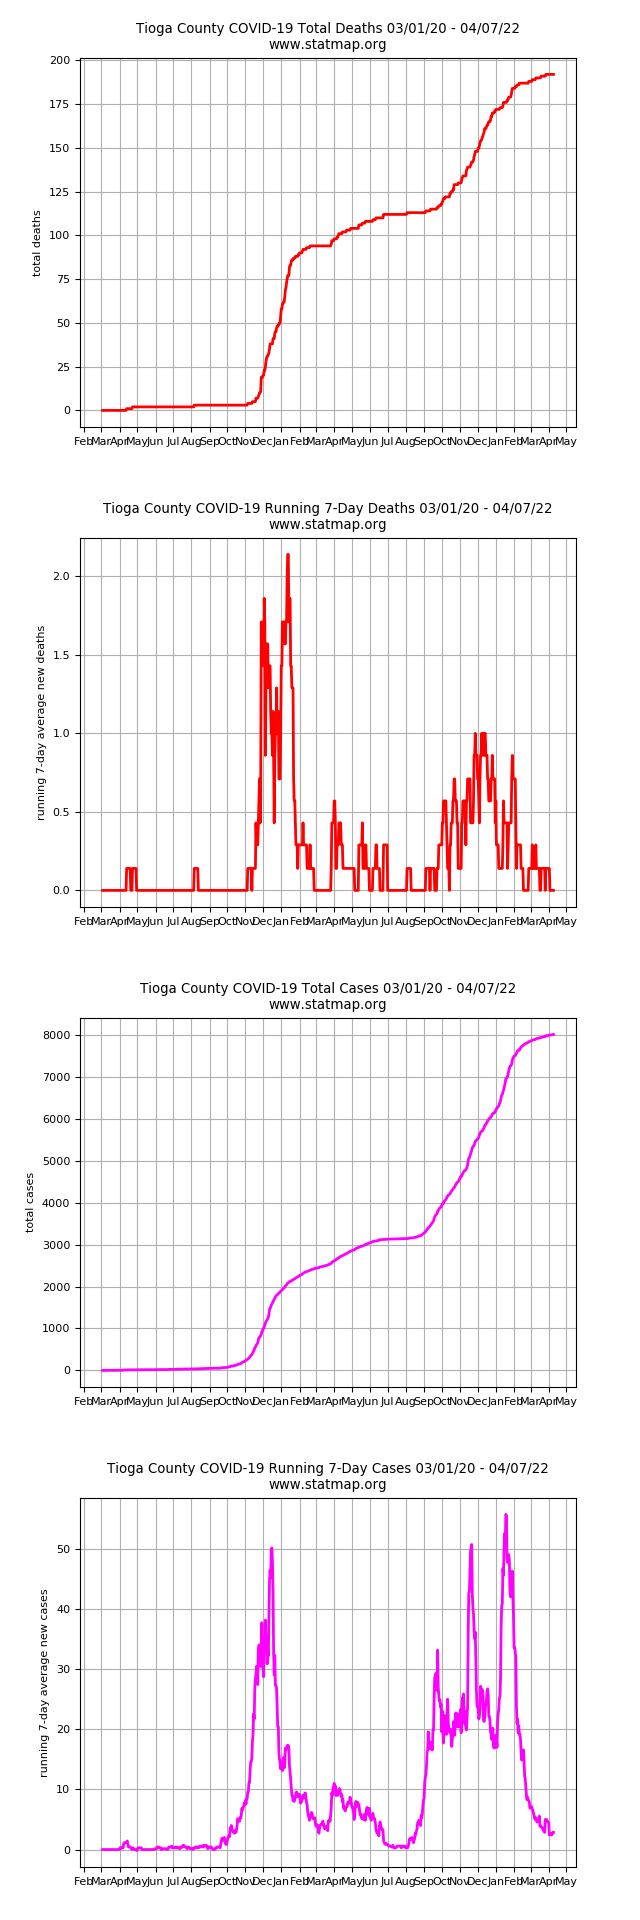 Tioga County COVID-19 Total Deaths 03/01/20 - 04/07/22
www.statmap.org
200
175
150
125
100
75
50
25
0
total deaths
Feb Mar Apr May Jun Jul Aug Sep Oct Nov Dec Jan Feb Mar Apr May Jun Jul Aug Sep Oct Nov Dec Jan Feb Mar Apr May
Tioga County COVID-19 Running 7-Day Deaths 03/01/20 - 04/07/22
www.statmap.org
2.0
1.5
1.0
0.5
0.0
running 7-day average new deaths
Feb Mar Apr May Jun Jul Aug Sep Oct Nov Dec Jan Feb Mar Apr May Jun Jul Aug Sep Oct Nov Dec Jan Feb Mar Apr May
Tioga County COVID-19 Total Cases 03/01/20 - 04/07/22
www.statmap.org
8000
7000
6000
5000
4000
3000
2000
1000
0
total cases
Feb Mar Apr May Jun Jul Aug Sep Oct Nov Dec Jan Feb Mar Apr May Jun Jul Aug Sep Oct Nov Dec Jan Feb Mar Apr May
Tioga County COVID-19 Running 7-Day Cases 03/01/20 - 04/07/22
www.statmap.org
50
40
30
20
10
0
running 7-day average new cases
Feb Mar Apr May Jun Jul Aug Sep Oct Nov Dec Jan Feb Mar Apr May Jun Jul Aug Sep Oct Nov Dec Jan Feb Mar Apr May